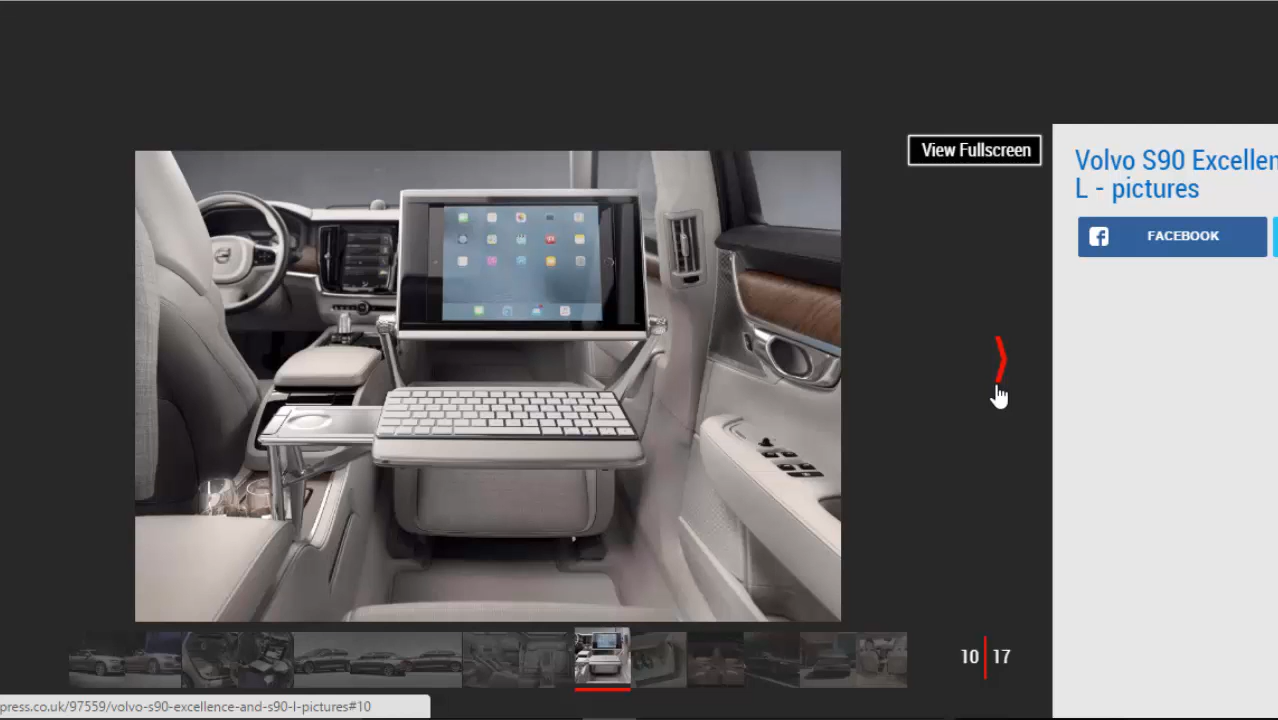 View Fullscreen
Volvo S90 Excellen
L - pictures
FACEBOOK
10 17
press.co.uk/97559/volvo-s90-excellence-and-s90-l-pictures#10